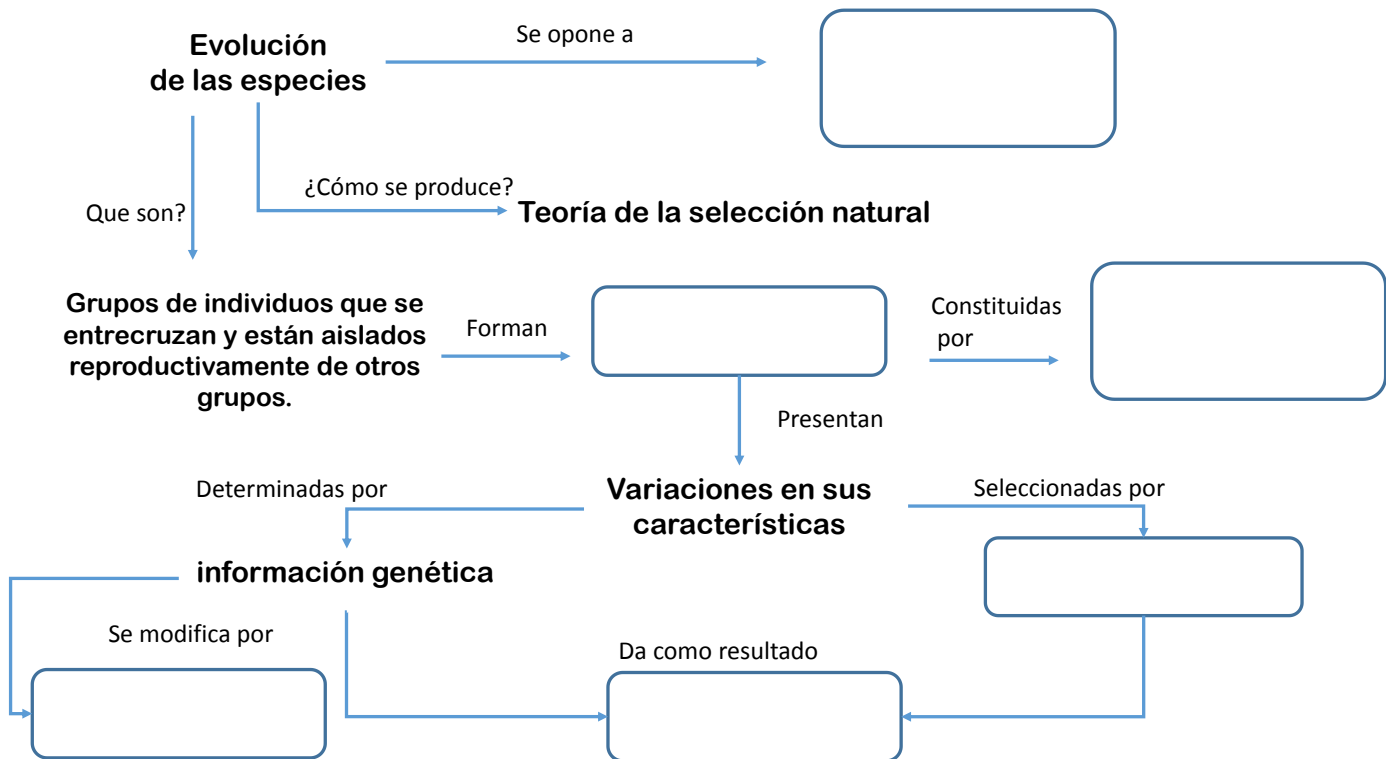 Evolución
de las especies
Se opone a
¿Cómo se produce?
Que son?
Teoría de la selección natural
Grupos de individuos que se
entrecruzan y están aislados
reproductivamente de otros
grupos.
Forman
Constituidas
por
Presentan
Determinadas por
Variaciones en sus
características
Seleccionadas por
información genética
Se modifica por
Da como resultado